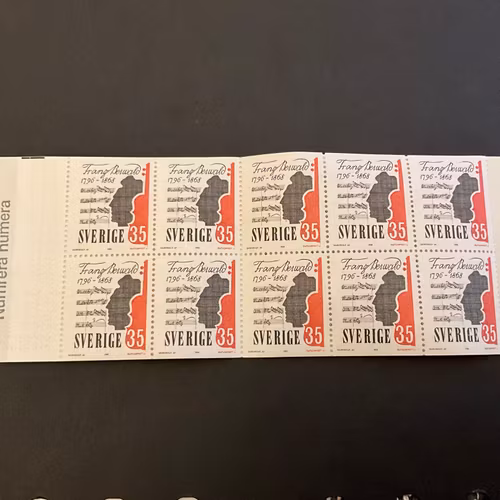 Numrera numera
Franz Berwald Franz Berwald Franz Berwald Franz Berwald Franz Berwald
1796-1868 1796-1868 1796-1868 1796-1868 1796-1868
SVERIGE 35 SVERIGE 35 SVERIGE 35 SVERIGE 35 SVERIGE 35
Franz Berwald Franz Berwald Franz Berwald Franz Berwald Franz Berwald
1796-1868 1796-1868 1796-1868 1796-1868 1796-1868
SVERIGE 35 SVERIGE 35 SVERIGE 35 SVERIGE 35 SVERIGE 35